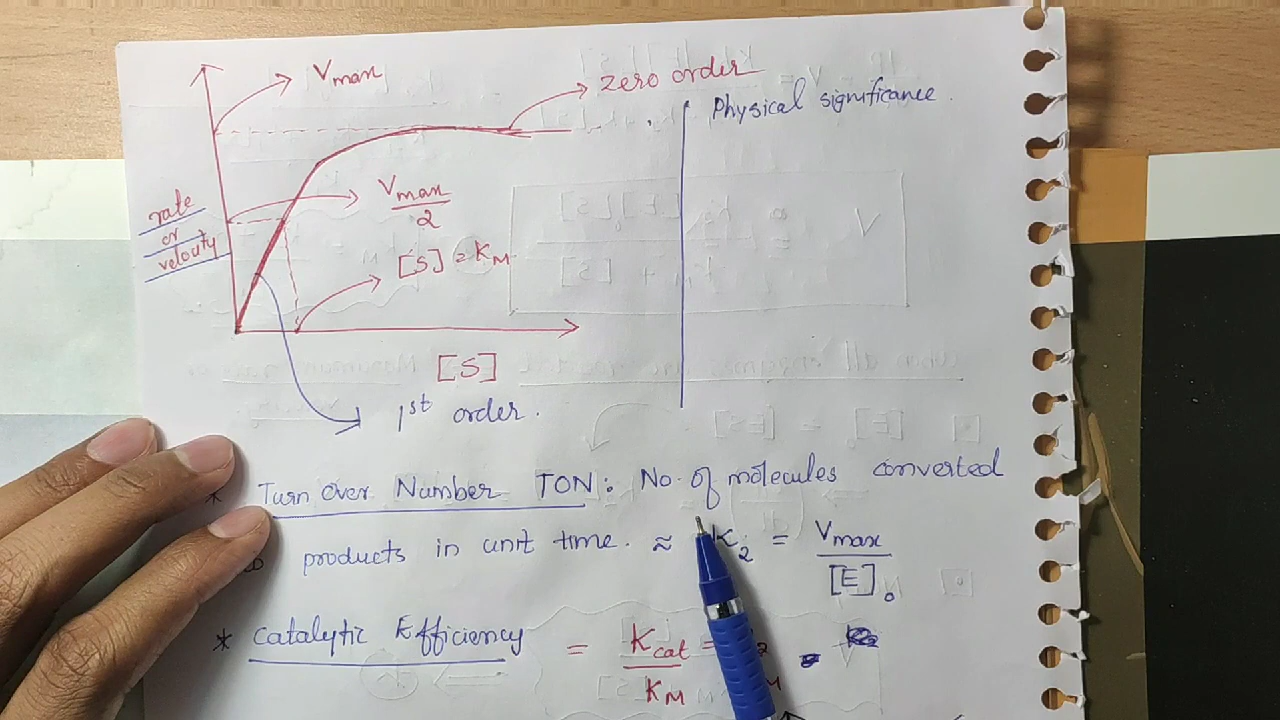 Vmax
zero order
Physical significance.
Vmax
2
rate
or
velocity
[S] = KM
[S]
1st order.
* Turn over Number TON: No. of molecules converted
products in unit time. ≈ K2 = Vmax
[E]o
* Catalytic Efficiency = Kcat =
KM